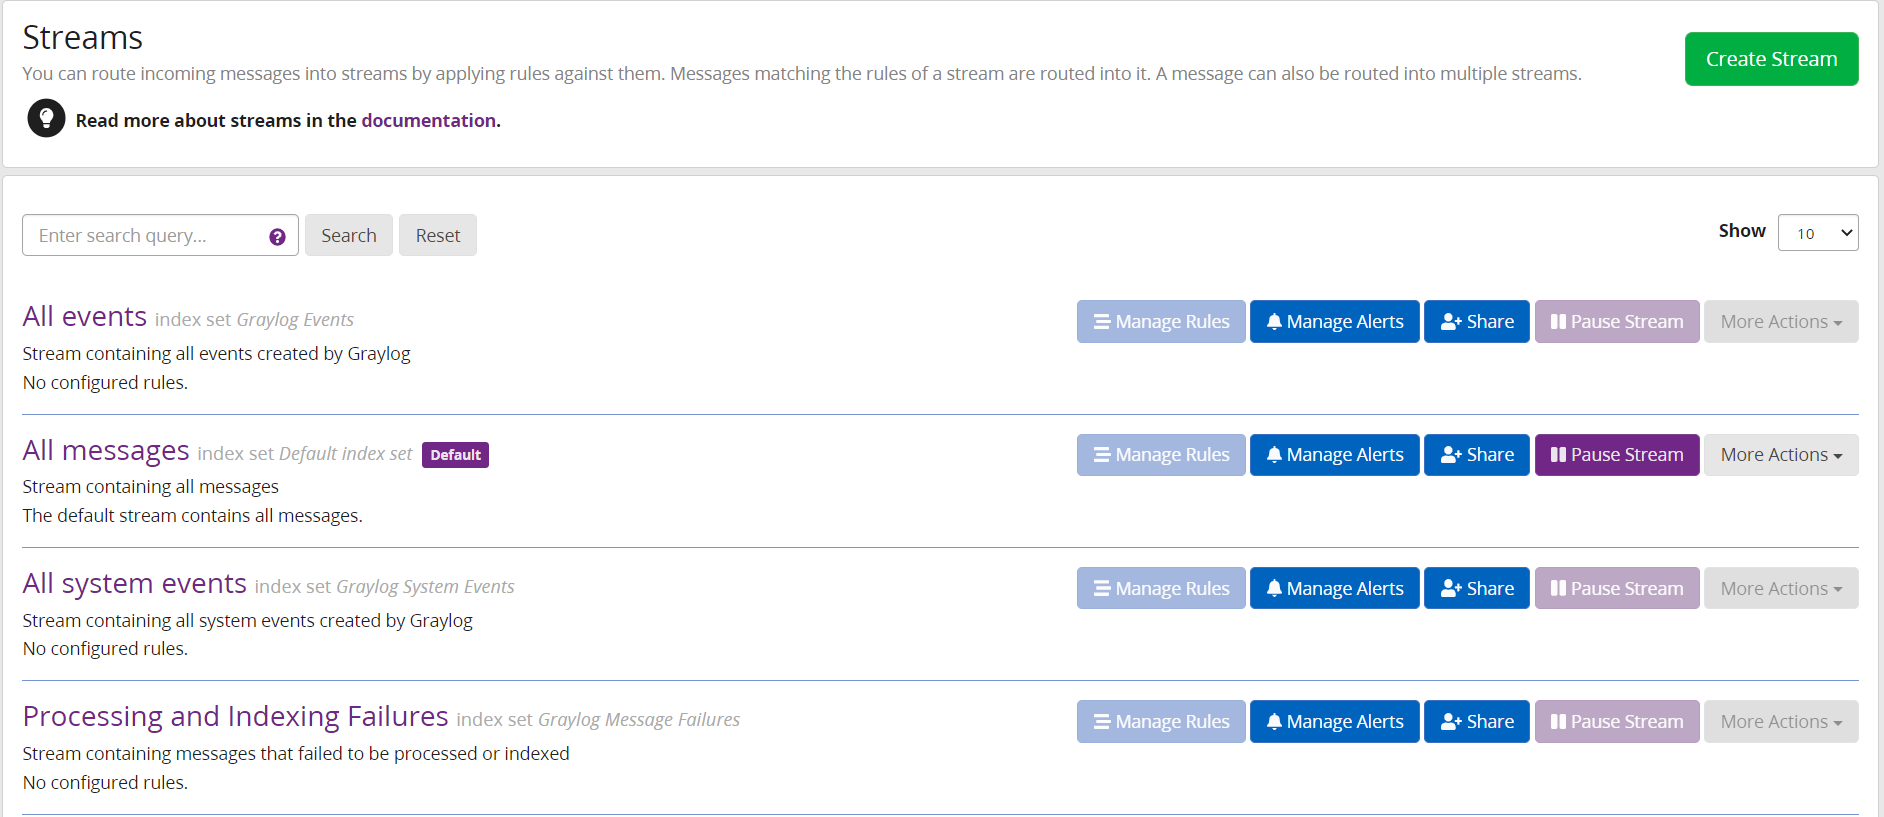 Streams
You can route incoming messages into streams by applying rules against them. Messages matching the rules of a stream are routed into it. A message can also be routed into multiple streams.
Create Stream
Read more about streams in the documentation.
Enter search query... ? Search Reset
Show 10
All events index set Graylog Events
Manage Rules Manage Alerts Share Pause Stream More Actions
Stream containing all events created by Graylog
No configured rules.
All messages index set Default index set Default
Manage Rules Manage Alerts Share Pause Stream More Actions
Stream containing all messages
The default stream contains all messages.
All system events index set Graylog System Events
Manage Rules Manage Alerts Share Pause Stream More Actions
Stream containing all system events created by Graylog
No configured rules.
Processing and Indexing Failures index set Graylog Message Failures
Manage Rules Manage Alerts Share Pause Stream More Actions
Stream containing messages that failed to be processed or indexed
No configured rules.